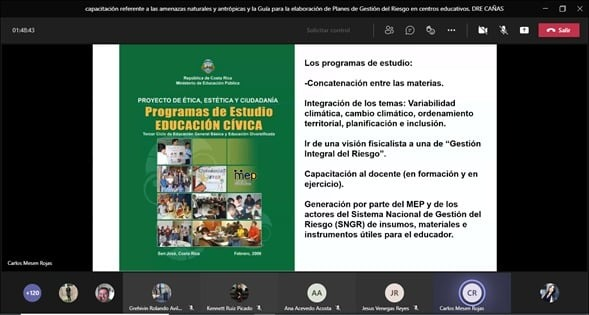 capacitación referente a las amenazas naturales y antrópicas y la Guía para la elaboración de Planes de Gestión del Riesgo en centros educativos. DRE CAÑAS
01:48:43
Solicitar control
Salir
República de Costa Rica
Ministerio de Educación Pública
PROYECTO DE ÉTICA, ESTÉTICA Y CIUDADANÍA
Programas de Estudio
EDUCACIÓN CÍVICA
Tercer Ciclo de Educación General Básica y Educación Diversificada
mep
San José, Costa Rica
Febrero, 2009
Los programas de estudio:
-Concatenación entre las materias.
Integración de los temas: Variabilidad
climática, cambio climático, ordenamiento
territorial, planificación e inclusión.
Ir de una visión fisicalista a una de “Gestión
Integral del Riesgo”.
Capacitación al docente (en formación y en
ejercicio).
Generación por parte del MEP y de los
actores del Sistema Nacional de Gestión del
Riesgo (SNGR) de insumos, materiales e
instrumentos útiles para el educador.
Carlos Mesen Rojas
+120
Grehivin Rolando Avil...
Kennett Ruiz Picado
AA
Ana Acevedo Acosta
JR
Jesus Venegas Reyes
CR
Carlos Mesen Rojas